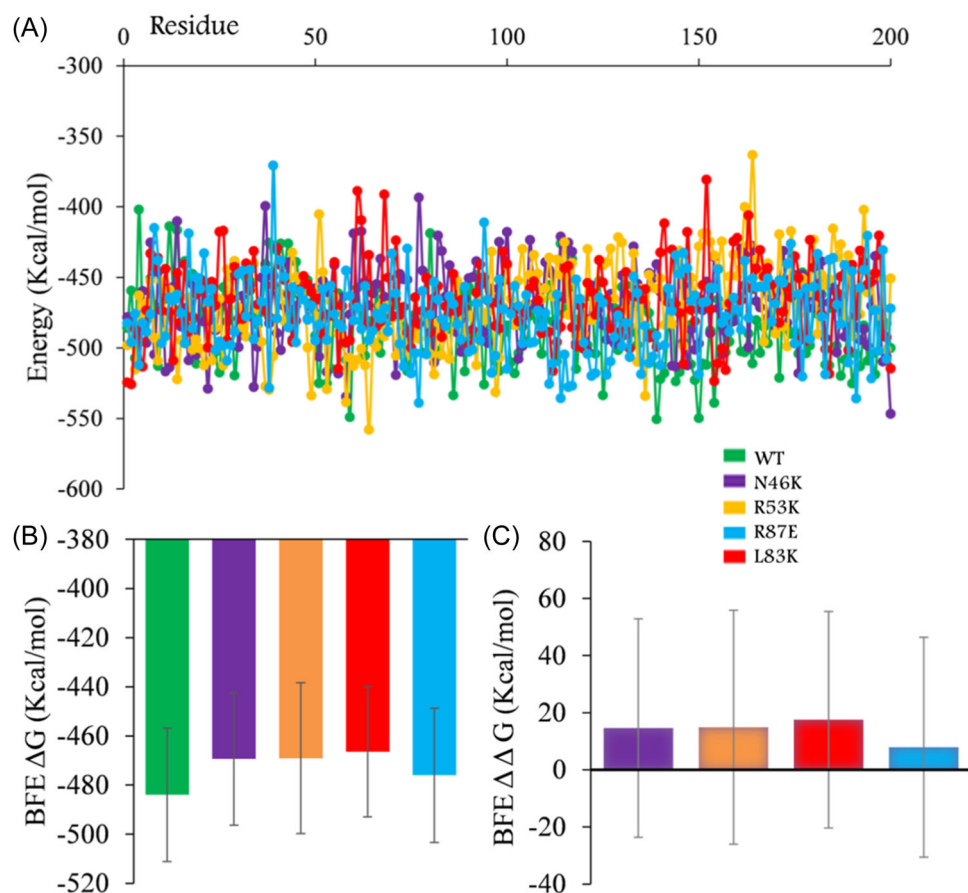 (A)
Residue
0 50 100 150 200
Energy (Kcal/mol)
-300
-350
-400
-450
-500
-550
-600
WT
N46K
R53K
R87E
L83K
(B)
BFE ΔG (Kcal/mol)
-380
-400
-420
-440
-460
-480
-500
-520
(C)
BFE Δ Δ G (Kcal/mol)
80
60
40
20
0
-20
-40